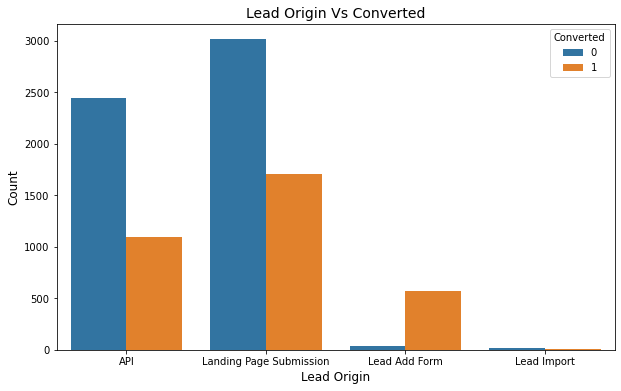 Lead Origin Vs Converted
Converted
0
1
3000
2500
2000
1500
1000
500
0
Count
API
Landing Page Submission
Lead Add Form
Lead Import
Lead Origin